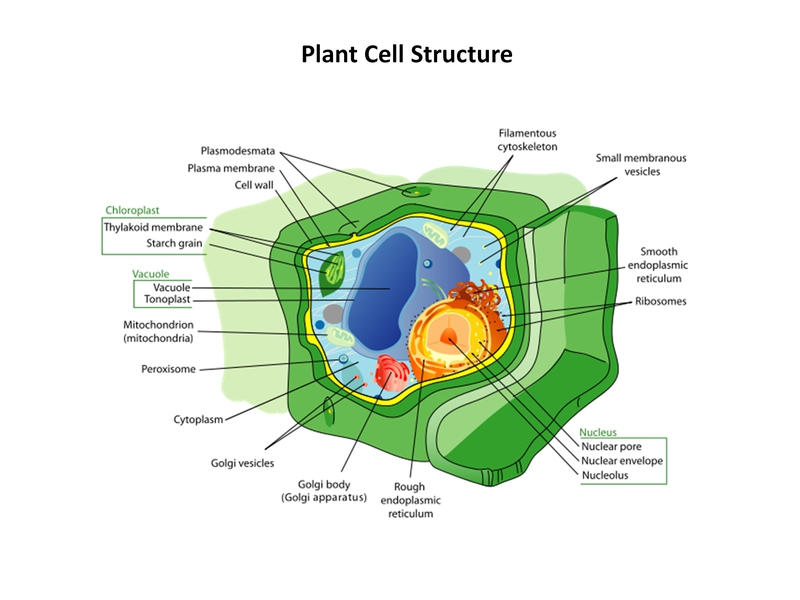 Plant Cell Structure
Filamentous
cytoskeleton
Small membranous
vesicles
Plasmodesmata
Plasma membrane
Cell wall
Chloroplast
Thylakoid membrane
Starch grain
Vacuole
Vacuole
Tonoplast
Mitochondrion
(mitochondria)
Peroxisome
Cytoplasm
Golgi vesicles
Golgi body
(Golgi apparatus)
Rough
endoplasmic
reticulum
Smooth
endoplasmic
reticulum
Ribosomes
Nucleus
Nuclear pore
Nuclear envelope
Nucleolus